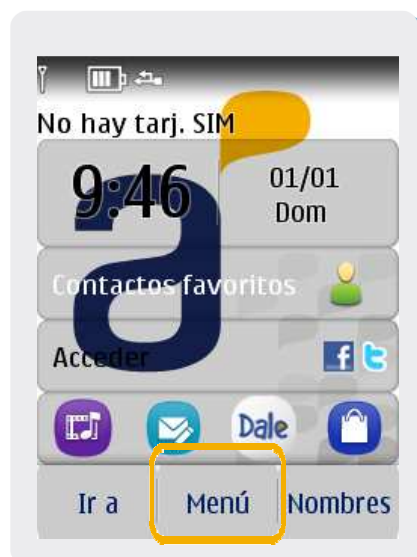 No hay tarj. SIM
9:46
01/01
Dom
Contactos favoritos
Acceder
Dale
Ir a
Menú
Nombres